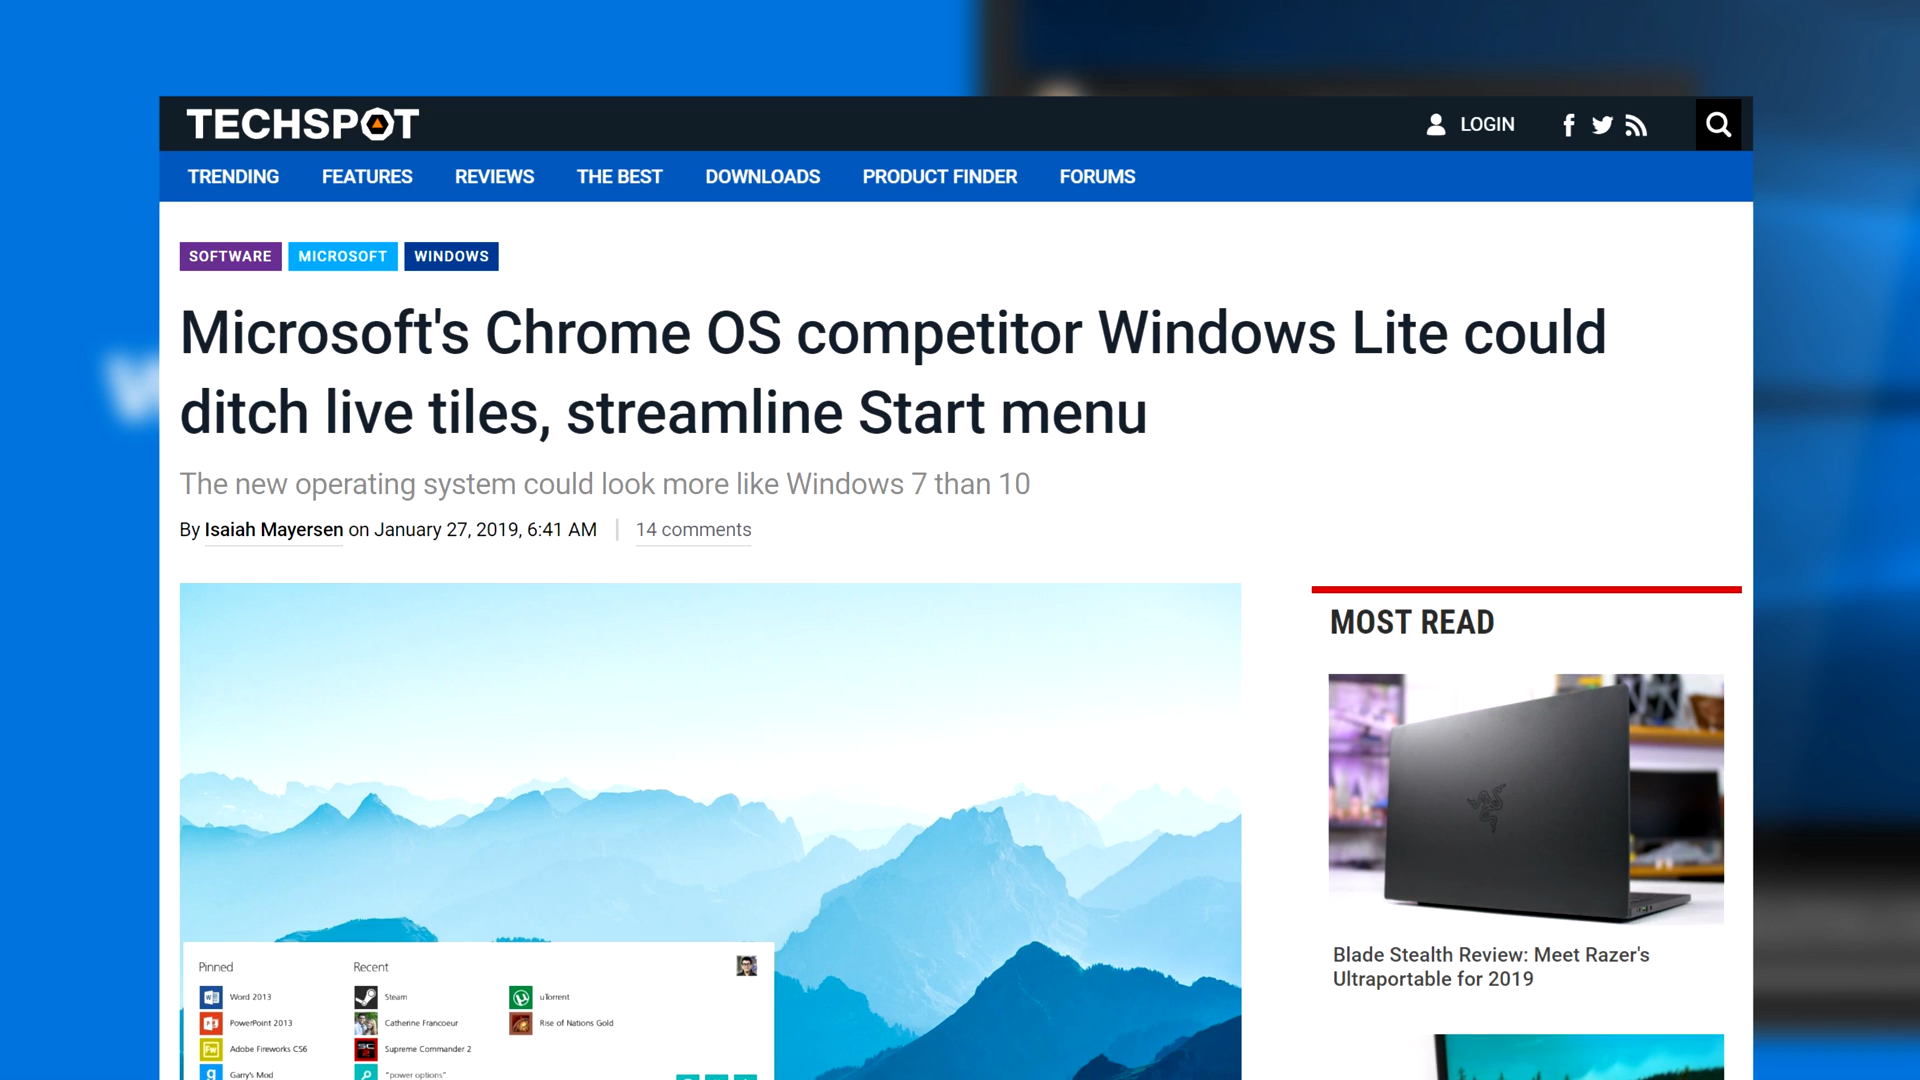 TECHSPOT
LOGIN
TRENDING FEATURES REVIEWS THE BEST DOWNLOADS PRODUCT FINDER FORUMS
SOFTWARE MICROSOFT WINDOWS
Microsoft's Chrome OS competitor Windows Lite could
ditch live tiles, streamline Start menu
The new operating system could look more like Windows 7 than 10
By Isaiah Mayersen on January 27, 2019, 6:41 AM 14 comments
MOST READ
Blade Stealth Review: Meet Razer's
Ultraportable for 2019
Pinned Recent
Word 2013 Steam uTorrent
PowerPoint 2013 Catherine Francoeur Rise of Nations Gold
Adobe Fireworks CS6 Supreme Commander 2
Garry's Mod "power options"